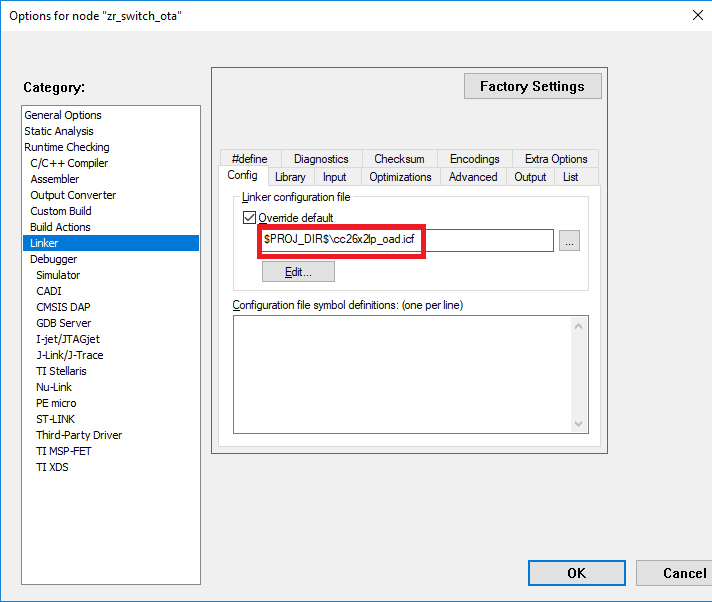 Options for node "zr_switch_ota"
Category:
General Options
Static Analysis
Runtime Checking
C/C++ Compiler
Assembler
Output Converter
Custom Build
Build Actions
Linker
Debugger
Simulator
CADI
CMSIS DAP
GDB Server
I-jet/JTAGjet
J-Link/J-Trace
TI Stellaris
Nu-Link
PE micro
ST-LINK
Third-Party Driver
TI MSP-FET
TI XDS
Factory Settings
#define Diagnostics Checksum Encodings Extra Options
Config Library Input Optimizations Advanced Output List
Linker configuration file
Override default
$PROJ_DIR$\cc26x2lp_oad.icf
...
Edit...
Configuration file symbol definitions: (one per line)
OK Cancel